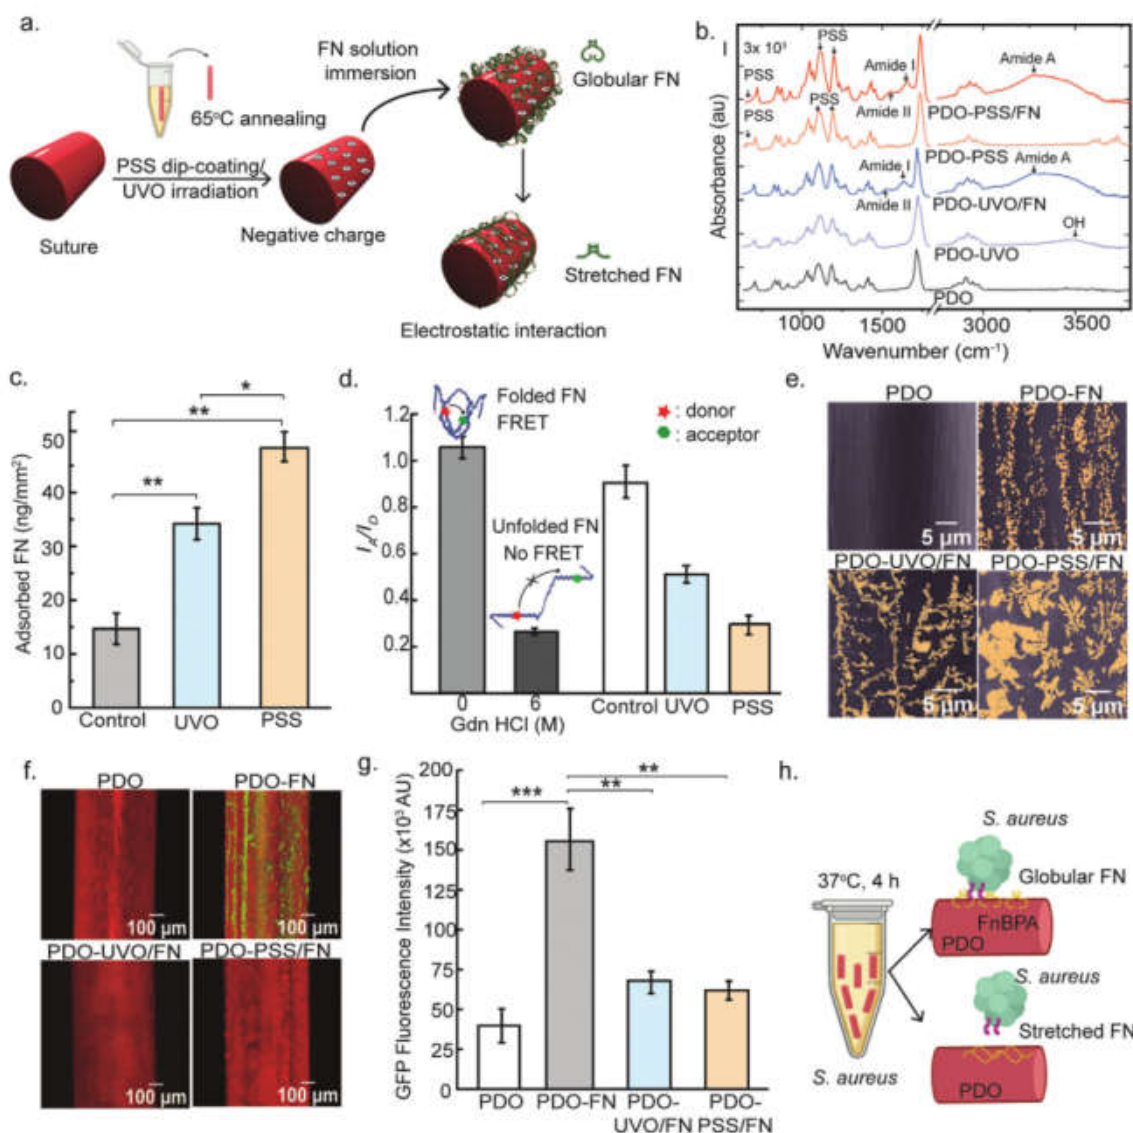 a.
FN solution
immersion
Globular FN
65°C annealing
PSS dip-coating/
UVO irradiation
Suture
Negative charge
Stretched FN
Electrostatic interaction
b.
3x 10³
PSS
PSS
Amide I
Amide A
PSS
PSS
Amide II
PDO-PSS/FN
Amide I
PDO-PSS
Amide A
Amide II
PDO-UVO/FN
OH
PDO-UVO
PDO
Absorbance (au)
1000
1500
3000
3500
Wavenumber (cm⁻¹)
c.
*
**
**
Adsorbed FN (ng/mm²)
50
40
30
20
10
0
Control
UVO
PSS
d.
Folded FN
FRET
: donor
: acceptor
Unfolded FN
No FRET
I_A/I_D
1.2
1.0
0.8
0.6
0.4
0.2
0
6
Gdn HCl (M)
Control
UVO
PSS
e.
PDO
PDO-FN
5 µm
5 µm
PDO-UVO/FN
PDO-PSS/FN
5 µm
5 µm
f.
PDO
PDO-FN
100 µm
100 µm
PDO-UVO/FN
PDO-PSS/FN
100 µm
100 µm
g.
**
***
**
GFP Fluorescence Intensity (x10³ AU)
200
175
150
125
100
75
50
25
0
PDO
PDO-FN
PDO-
UVO/FN
PDO-
PSS/FN
h.
S. aureus
37°C, 4 h
Globular FN
FnBPA
PDO
S. aureus
Stretched FN
PDO
S. aureus